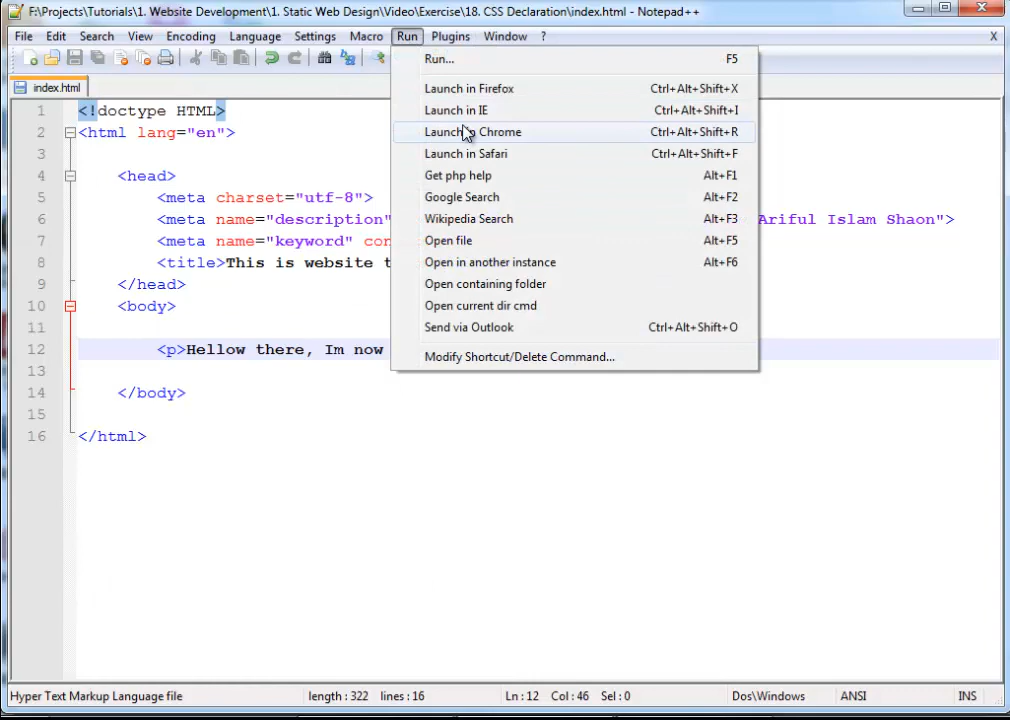 F:\Projects\Tutorials\1. Website Development\1. Static Web Design\Video\Exercise\18. CSS Declaration\index.html - Notepad++
File Edit Search View Encoding Language Settings Macro Run Plugins Window ? X
index.html
Run... F5
Launch in Firefox Ctrl+Alt+Shift+X
Launch in IE Ctrl+Alt+Shift+I
Launch in Chrome Ctrl+Alt+Shift+R
Launch in Safari Ctrl+Alt+Shift+F
Get php help Alt+F1
Google Search Alt+F2
Wikipedia Search Alt+F3
Open file Alt+F5
Open in another instance Alt+F6
Open containing folder
Open current dir cmd
Send via Outlook Ctrl+Alt+Shift+O
Modify Shortcut/Delete Command...
1 <!doctype HTML>
2 <html lang="en">
3
4 <head>
5 <meta charset="utf-8">
6 <meta name="description" Ariful Islam Shaon">
7 <meta name="keyword" con
8 <title>This is website t
9 </head>
10 <body>
11
12 <p>Hellow there, Im now
13
14 </body>
15
16 </html>
Hyper Text Markup Language file length : 322 lines : 16 Ln : 12 Col : 46 Sel : 0 Dos\Windows ANSI INS